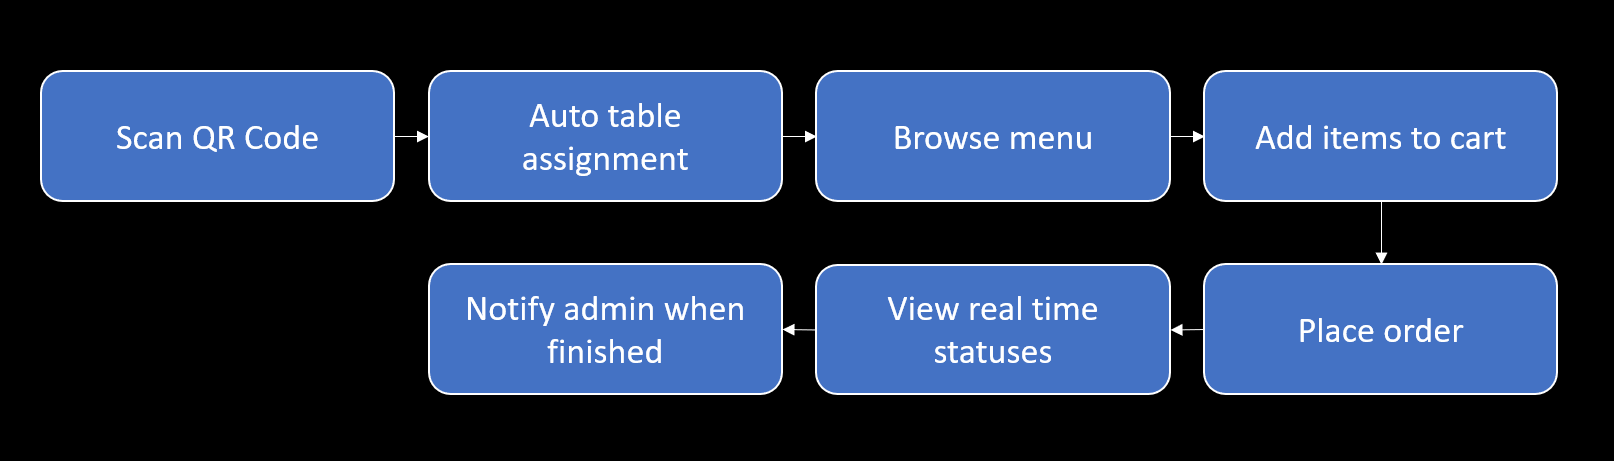 Scan QR Code
Auto table
assignment
Browse menu
Add items to cart
Place order
View real time
statuses
Notify admin when
finished